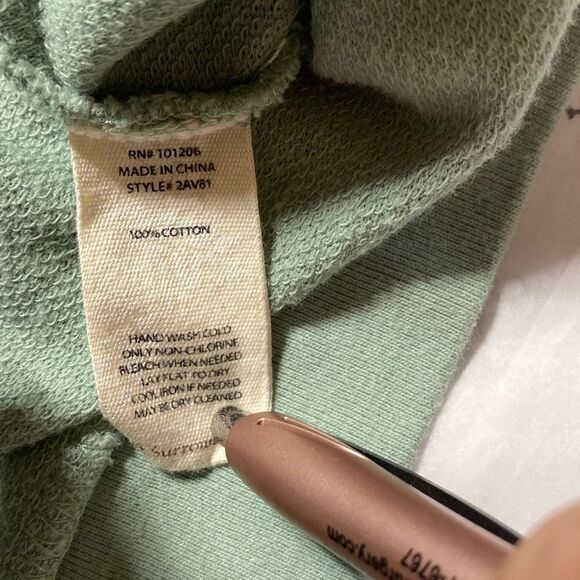 RN# 101206
MADE IN CHINA
STYLE# 2AV81
100% COTTON
HAND WASH COLD
ONLY NON-CHLORINE
BLEACH WHEN NEEDED
LAY FLAT TO DRY
COOL IRON IF NEEDED
MAY BE DRY CLEANED